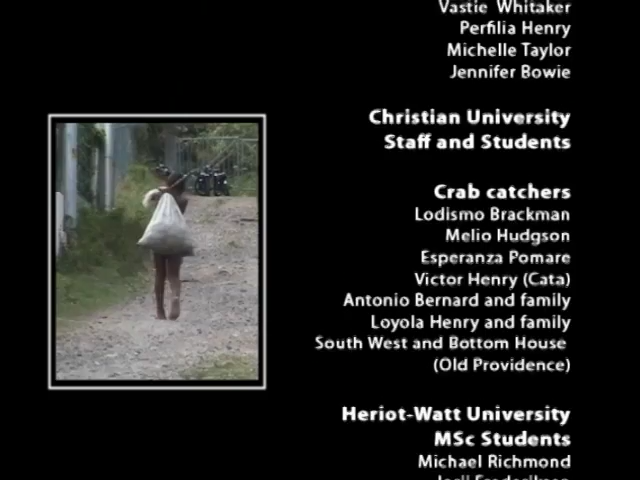 Vastie Whitaker
Perfilia Henry
Michelle Taylor
Jennifer Bowie
Christian University
Staff and Students
Crab catchers
Lodismo Brackman
Melio Hudgson
Esperanza Pomare
Victor Henry (Cata)
Antonio Bernard and family
Loyola Henry and family
South West and Bottom House
(Old Providence)
Heriot-Watt University
MSc Students
Michael Richmond